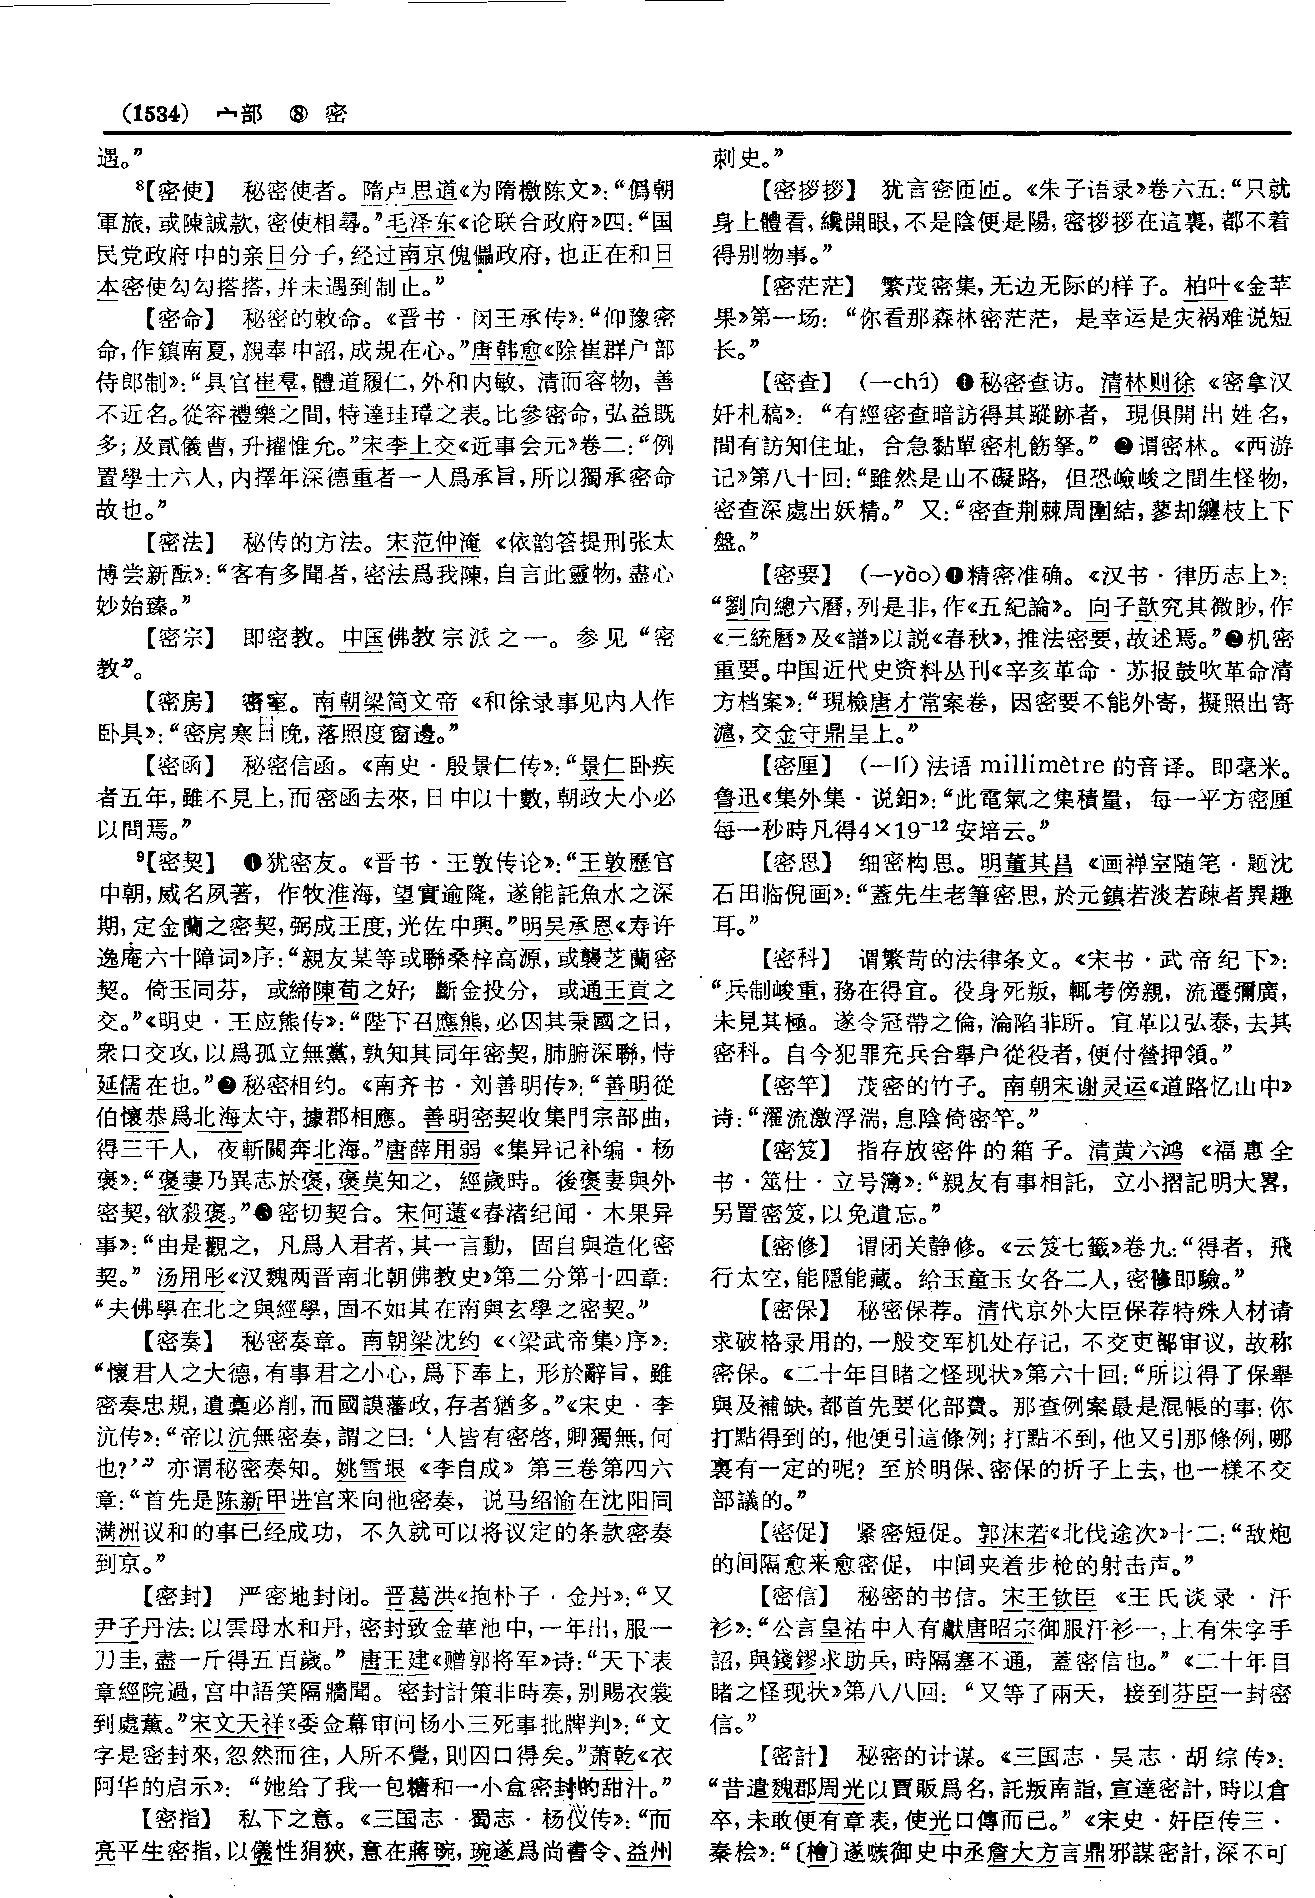 (1534) 宀部 ⑧ 密
遇。”
⁸【密使】 秘密使者。隋卢思道《为隋檄陈文》：“僞朝
軍旅，或陳誠款，密使相尋。”毛泽东《论联合政府》四：“国
民党政府中的亲日分子，经过南京傀儡政府，也正在和日
本密使勾勾搭搭，并未遇到制止。”
【密命】 秘密的敕命。《晋书·闵王承传》：“仰豫密
命，作鎮南夏，親奉中詔，成規在心。”唐韩愈《除崔群户部
侍郎制》：“具官崔羣，體道履仁，外和内敏，清而容物，善
不近名。從容禮樂之間，特達珪璋之表。比參密命，弘益既
多；及貳儀曹，升擢惟允。”宋李上交《近事会元》卷二：“例
置學士六人，内擇年深德重者一人爲承旨，所以獨承密命
故也。”
【密法】 秘传的方法。宋范仲淹《依韵答提刑张太
博尝新酝》：“客有多聞者，密法爲我陳，自言此靈物，盡心
妙始臻。”
【密宗】 即密教。中国佛教宗派之一。参见“密
教”。
【密房】 密室。南朝梁简文帝《和徐录事见内人作
卧具》：“密房寒日晚，落照度窗邊。”
【密函】 秘密信函。《南史·殷景仁传》：“景仁卧疾
者五年，雖不見上，而密函去來，日中以十數，朝政大小必
以問焉。”
⁹【密契】 ❶犹密友。《晋书·王敦传论》：“王敦歷官
中朝，威名夙著，作牧淮海，望實逾隆，遂能託魚水之深
期，定金蘭之密契，弼成王度，光佐中興。”明吴承恩《寿许
逸庵六十障词》序：“親友某等或聯桑梓高源，或襲芝蘭密
契。倚玉同芬，或締陳荀之好；斷金投分，或通王貢之
交。”《明史·王应熊传》：“陛下召應熊，必因其秉國之日，
衆口交攻，以爲孤立無黨，孰知其同年密契，肺腑深聯，恃
延儒在也。”❷秘密相约。《南齐书·刘善明传》：“善明從
伯懷恭爲北海太守，據郡相應。善明密契收集門宗部曲，
得三千人，夜斬關奔北海。”唐薛用弱《集异记补编·杨
褒》：“褒妻乃異志於褒，褒莫知之，經歲時。後褒妻與外
密契，欲殺褒。”❸密切契合。宋何薳《春渚纪闻·木果异
事》：“由是觀之，凡爲人君者，其一言動，固自與造化密
契。”汤用彤《汉魏两晋南北朝佛教史》第二分第十四章：
“夫佛學在北之與經學，固不如其在南與玄學之密契。”
【密奏】 秘密奏章。南朝梁沈约《〈梁武帝集〉序》：
“懷君人之大德，有事君之小心，爲下奉上，形於辭旨，雖
密奏忠規，遺藁必削，而國謨藩政，存者猶多。”《宋史·李
沆传》：“帝以沆無密奏，謂之曰：‘人皆有密啓，卿獨無，何
也？’”亦谓秘密奏知。姚雪垠《李自成》第三卷第四六
章：“首先是陈新甲进宫来向他密奏，说马绍愉在沈阳同
满洲议和的事已经成功，不久就可以将议定的条款密奏
到京。”
【密封】 严密地封闭。晋葛洪《抱朴子·金丹》：“又
尹子丹法：以雲母水和丹，密封致金華池中，一年出，服一
刀圭，盡一斤得五百歲。”唐王建《赠郭将军》诗：“天下表
章經院過，宫中語笑隔牆聞。密封計策非時奏，别賜衣裳
到處薰。”宋文天祥《委佥幕审问杨小三死事批牌判》：“文
字是密封來，忽然而往，人所不覺，則囚口得矣。”萧乾《衣
阿华的启示》：“她给了我一包糖和一小盒密封的甜汁。”
【密指】 私下之意。《三国志·蜀志·杨仪传》：“而
亮平生密指，以儀性狷狹，意在蔣琬，琬遂爲尚書令、益州
刺史。”
【密拶拶】 犹言密匝匝。《朱子语录》卷六五：“只就
身上體看，纔開眼，不是陰便是陽，密拶拶在這裏，都不着
得别物事。”
【密茫茫】 繁茂密集，无边无际的样子。柏叶《金苹
果》第一场：“你看那森林密茫茫，是幸运是灾祸难说短
长。”
【密查】 （—chá）❶秘密查访。清林则徐《密拿汉
奸札稿》：“有經密查暗訪得其蹤跡者，現俱開出姓名，
間有訪知住址，合急黏單密札飭拏。”❷谓密林。《西游
记》第八十回：“雖然是山不礙路，但恐嶮峻之間生怪物，
密查深處出妖精。”又：“密查荆棘周圍結，蓼却纏枝上下
盤。”
【密要】 （—yào）❶精密准确。《汉书·律历志上》：
“劉向總六曆，列是非，作《五紀論》。向子歆究其微眇，作
《三統曆》及《譜》以説《春秋》，推法密要，故述焉。”❷机密
重要。中国近代史资料丛刊《辛亥革命·苏报鼓吹革命清
方档案》：“現檢唐才常案卷，因密要不能外寄，擬照出寄
滬，交金守鼎呈上。”
【密厘】 （—lí）法语 millimètre 的音译。即毫米。
鲁迅《集外集·说鈤》：“此電氣之集積量，每一平方密厘
每一秒時凡得4×19⁻¹²安培云。”
【密思】 细密构思。明董其昌《画禅室随笔·题沈
石田临倪画》：“蓋先生老筆密思，於元鎮若淡若疎者異趣
耳。”
【密科】 谓繁苛的法律条文。《宋书·武帝纪下》：
“兵制峻重，務在得宜。役身死叛，輒考傍親，流遷彌廣，
未見其極。遂令冠帶之倫，淪陷非所。宜革以弘泰，去其
密科。自今犯罪充兵合舉户從役者，便付營押領。”
【密竿】 茂密的竹子。南朝宋谢灵运《道路忆山中》
诗：“濯流激浮湍，息陰倚密竿。”
【密笈】 指存放密件的箱子。清黄六鸿《福惠全
书·筮仕·立号簿》：“親友有事相託，立小摺記明大畧，
另置密笈，以免遺忘。”
【密修】 谓闭关静修。《云笈七籤》卷九：“得者，飛
行太空，能隱能藏。給玉童玉女各二人，密修即驗。”
【密保】 秘密保荐。清代京外大臣保荐特殊人材请
求破格录用的，一般交军机处存记，不交吏部审议，故称
密保。《二十年目睹之怪现状》第六十回：“所以得了保舉
與及補缺，都首先要化部費。那查例案最是混帳的事；你
打點得到的，他便引這條例；打點不到，他又引那條例，哪
裏有一定的呢？至於明保、密保的折子上去，也一樣不交
部議的。”
【密促】 紧密短促。郭沫若《北伐途次》十二：“敌炮
的间隔愈来愈密促，中间夹着步枪的射击声。”
【密信】 秘密的书信。宋王钦臣《王氏谈录·汗
衫》：“公言皇祐中人有獻唐昭宗御服汗衫一，上有朱字手
詔，與錢鏐求助兵，時隔塞不通，蓋密信也。”《二十年目
睹之怪现状》第八八回：“又等了兩天，接到芬臣一封密
信。”
【密計】 秘密的计谋。《三国志·吴志·胡综传》：
“昔遣魏郡周光以賈販爲名，託叛南詣，宣達密計，時以倉
卒，未敢便有章表，使光口傳而已。”《宋史·奸臣传三·
秦桧》：“〔檜〕遂嗾御史中丞詹大方言鼎邪謀密計，深不可